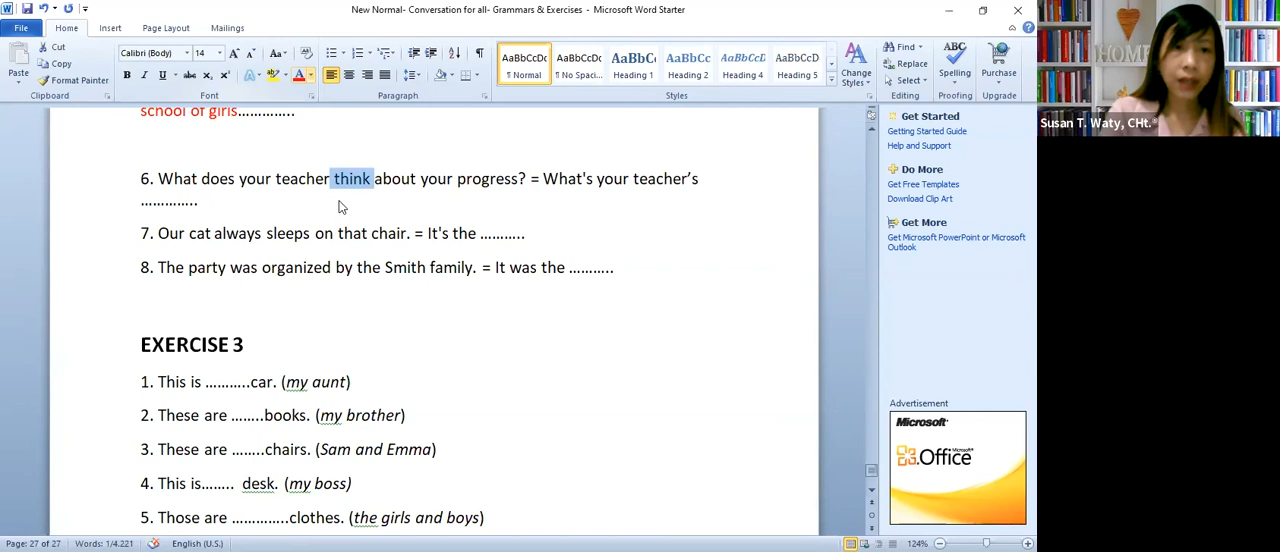 New Normal- Conversation for all- Grammars & Exercises - Microsoft Word Starter
File Home Insert Page Layout Mailings
Paste
Cut
Copy
Format Painter
Clipboard
Calibri (Body) 14
Font
Paragraph
AaBbCcDc AaBbCcDc AaBbCc AaBbCc AaBbCcDc AaBbCcDc
¶ Normal ¶ No Spaci... Heading 1 Heading 2 Heading 4 Heading 5
Change Styles
Styles
Find
Replace
Select
Editing
Spelling
Proofing
Purchase
Upgrade
HOME
Susan T. Waty, CHt.
school of girls…………..
6. What does your teacher think about your progress? = What's your teacher’s
…………..
7. Our cat always sleeps on that chair. = It's the ………..
8. The party was organized by the Smith family. = It was the ………..
EXERCISE 3
1. This is ………..car. (my aunt)
2. These are ……..books. (my brother)
3. These are ……..chairs. (Sam and Emma)
4. This is…….. desk. (my boss)
5. Those are …………..clothes. (the girls and boys)
Get Started
Getting Started Guide
Help and Support
Do More
Get Free Templates
Download Clip Art
Get More
Get Microsoft PowerPoint or Microsoft
Outlook
Advertisement
Microsoft
Microsoft
Office
Page: 27 of 27 Words: 1/4.221 English (U.S.) 124%